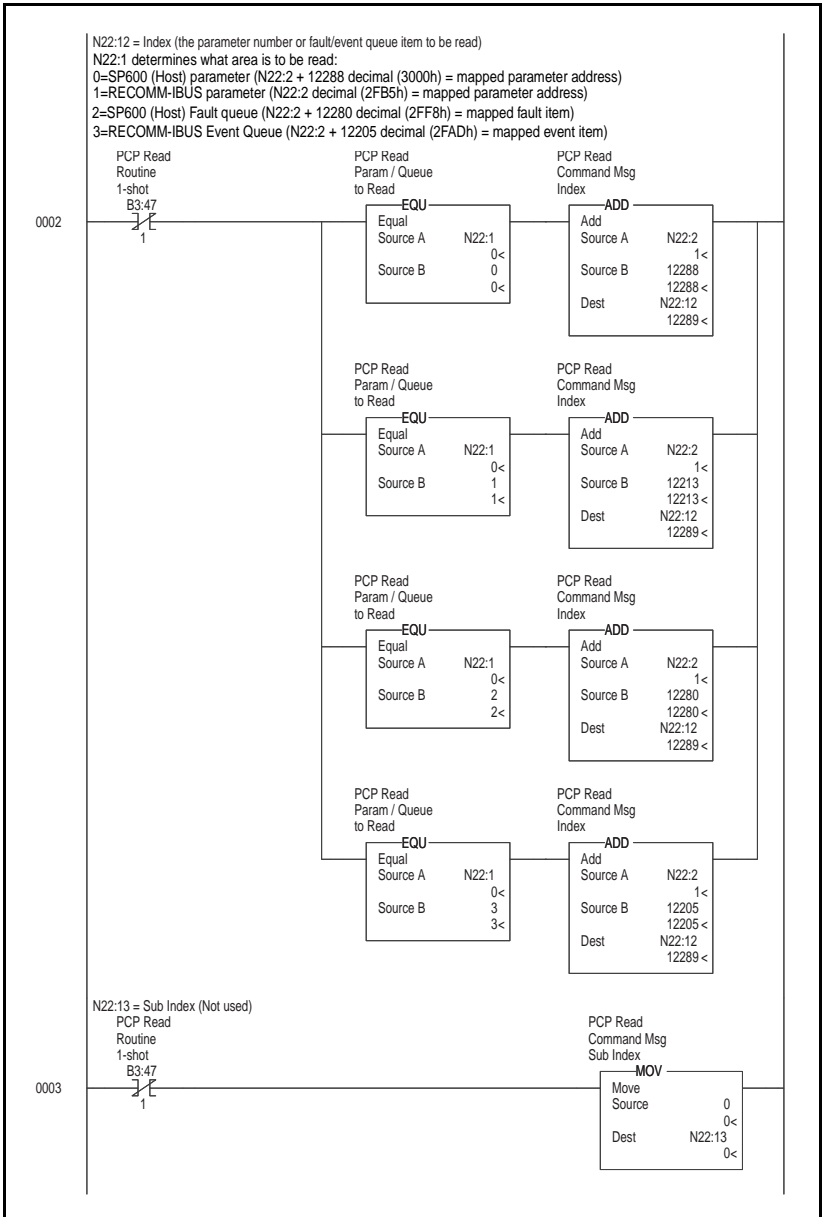 N22:12 = Index (the parameter number or fault/event queue item to be read)
N22:1 determines what area is to be read:
0=SP600 (Host) parameter (N22:2 + 12288 decimal (3000h) = mapped parameter address)
1=RECOMM-IBUS parameter (N22:2 decimal (2FB5h) = mapped parameter address)
2=SP600 (Host) Fault queue (N22:2 + 12280 decimal (2FF8h) = mapped fault item)
3=RECOMM-IBUS Event Queue (N22:2 + 12205 decimal (2FADh) = mapped event item)
PCP Read PCP Read PCP Read
Routine Param / Queue Command Msg
1-shot to Read Index
B3:47 EQU ADD
0002 Equal Add
1 Source A N22:1 Source A N22:2
0< 1<
Source B 0 Source B 12288
0< 12288<
Dest N22:12
12289<
PCP Read PCP Read
Param / Queue Command Msg
to Read Index
EQU ADD
Equal Add
Source A N22:1 Source A N22:2
0< 1<
Source B 1 Source B 12213
1< 12213<
Dest N22:12
12289<
PCP Read PCP Read
Param / Queue Command Msg
to Read Index
EQU ADD
Equal Add
Source A N22:1 Source A N22:2
0< 1<
Source B 2 Source B 12280
2< 12280<
Dest N22:12
12289<
PCP Read PCP Read
Param / Queue Command Msg
to Read Index
EQU ADD
Equal Add
Source A N22:1 Source A N22:2
0< 1<
Source B 3 Source B 12205
3< 12205<
Dest N22:12
12289<
N22:13 = Sub Index (Not used)
PCP Read PCP Read
Routine Command Msg
1-shot Sub Index
B3:47 MOV
0003 Move
1 Source 0
0<
Dest N22:13
0<